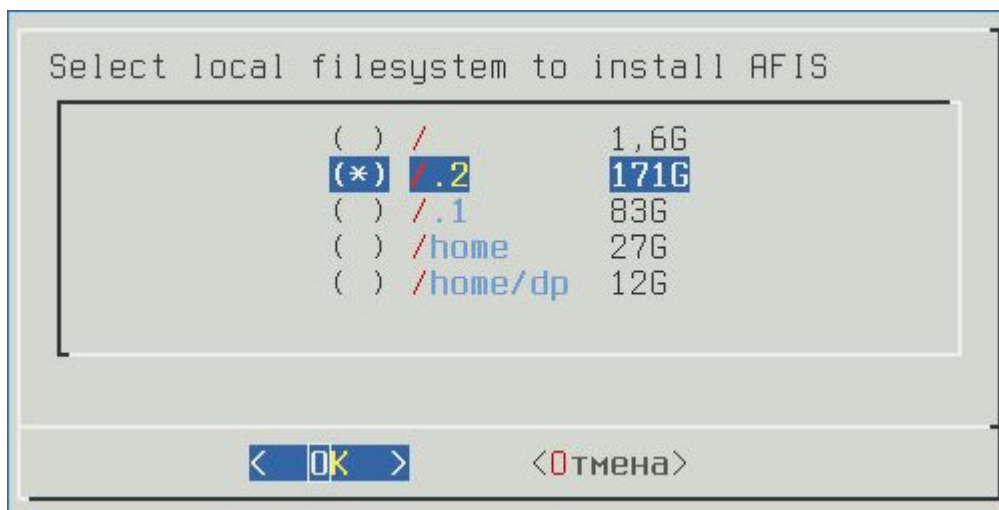 Select local filesystem to install AFIS
( ) / 1,6G
(*) /.2 171G
( ) /.1 83G
( ) /home 27G
( ) /home/dp 12G
< OK > <Отмена>